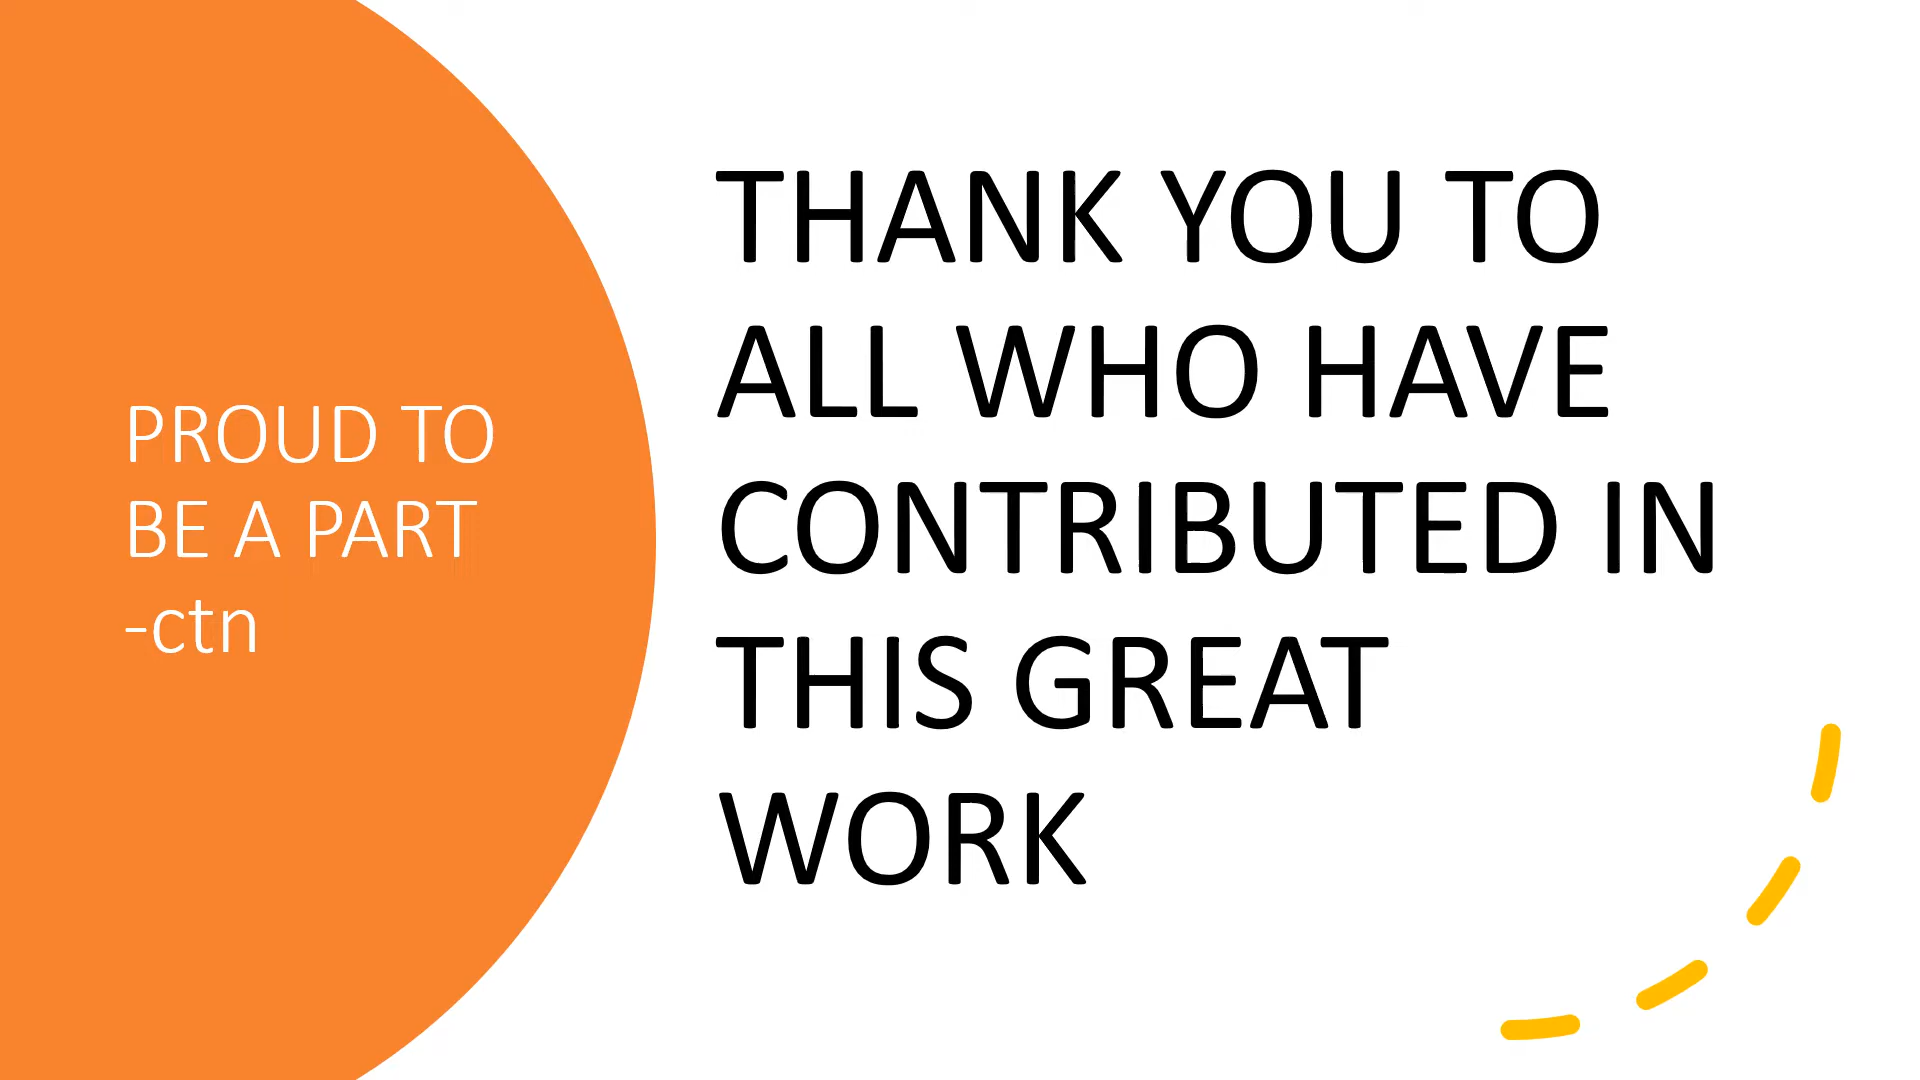 PROUD TO
BE A PART
-ctn
THANK YOU TO
ALL WHO HAVE
CONTRIBUTED IN
THIS GREAT
WORK